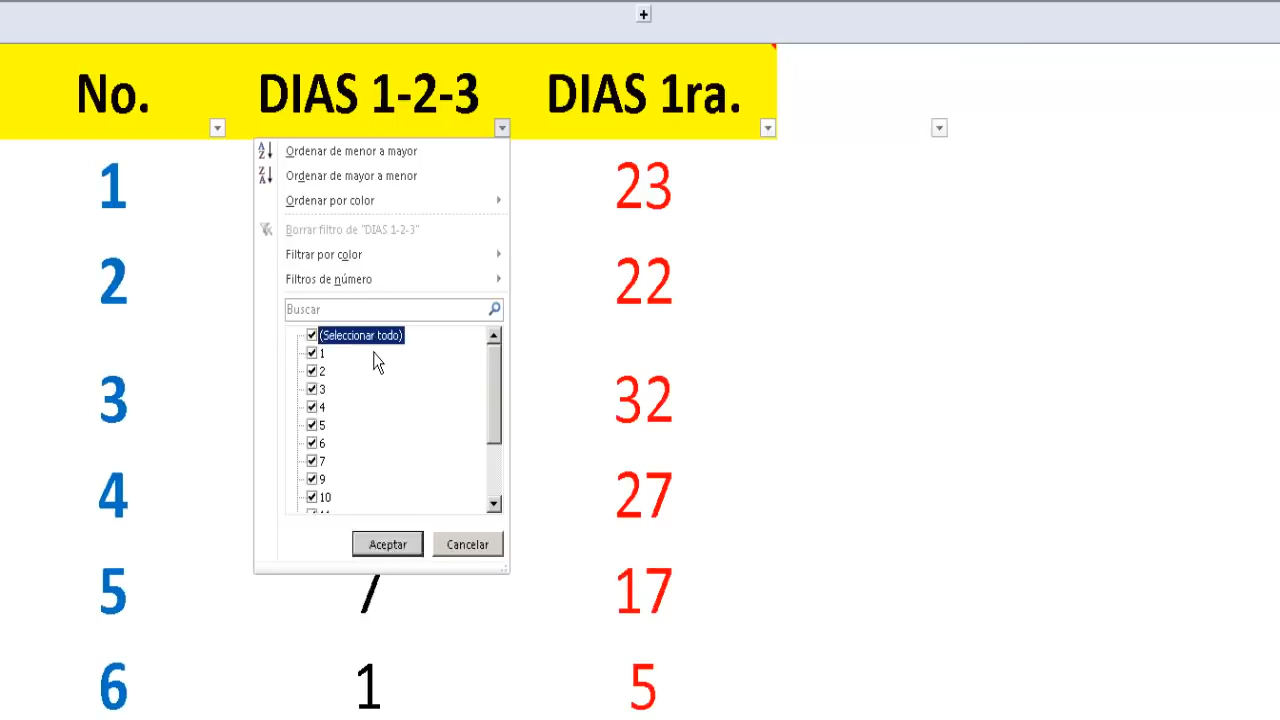 No. DIAS 1-2-3 DIAS 1ra.
Ordenar de menor a mayor
Ordenar de mayor a menor
Ordenar por color
Borrar filtro de "DIAS 1-2-3"
Filtrar por color
Filtros de número
Buscar
(Seleccionar todo)
1
2
3
4
5
6
7
9
10
Aceptar Cancelar
1 23
2 22
3 32
4 27
5 7 17
6 1 5